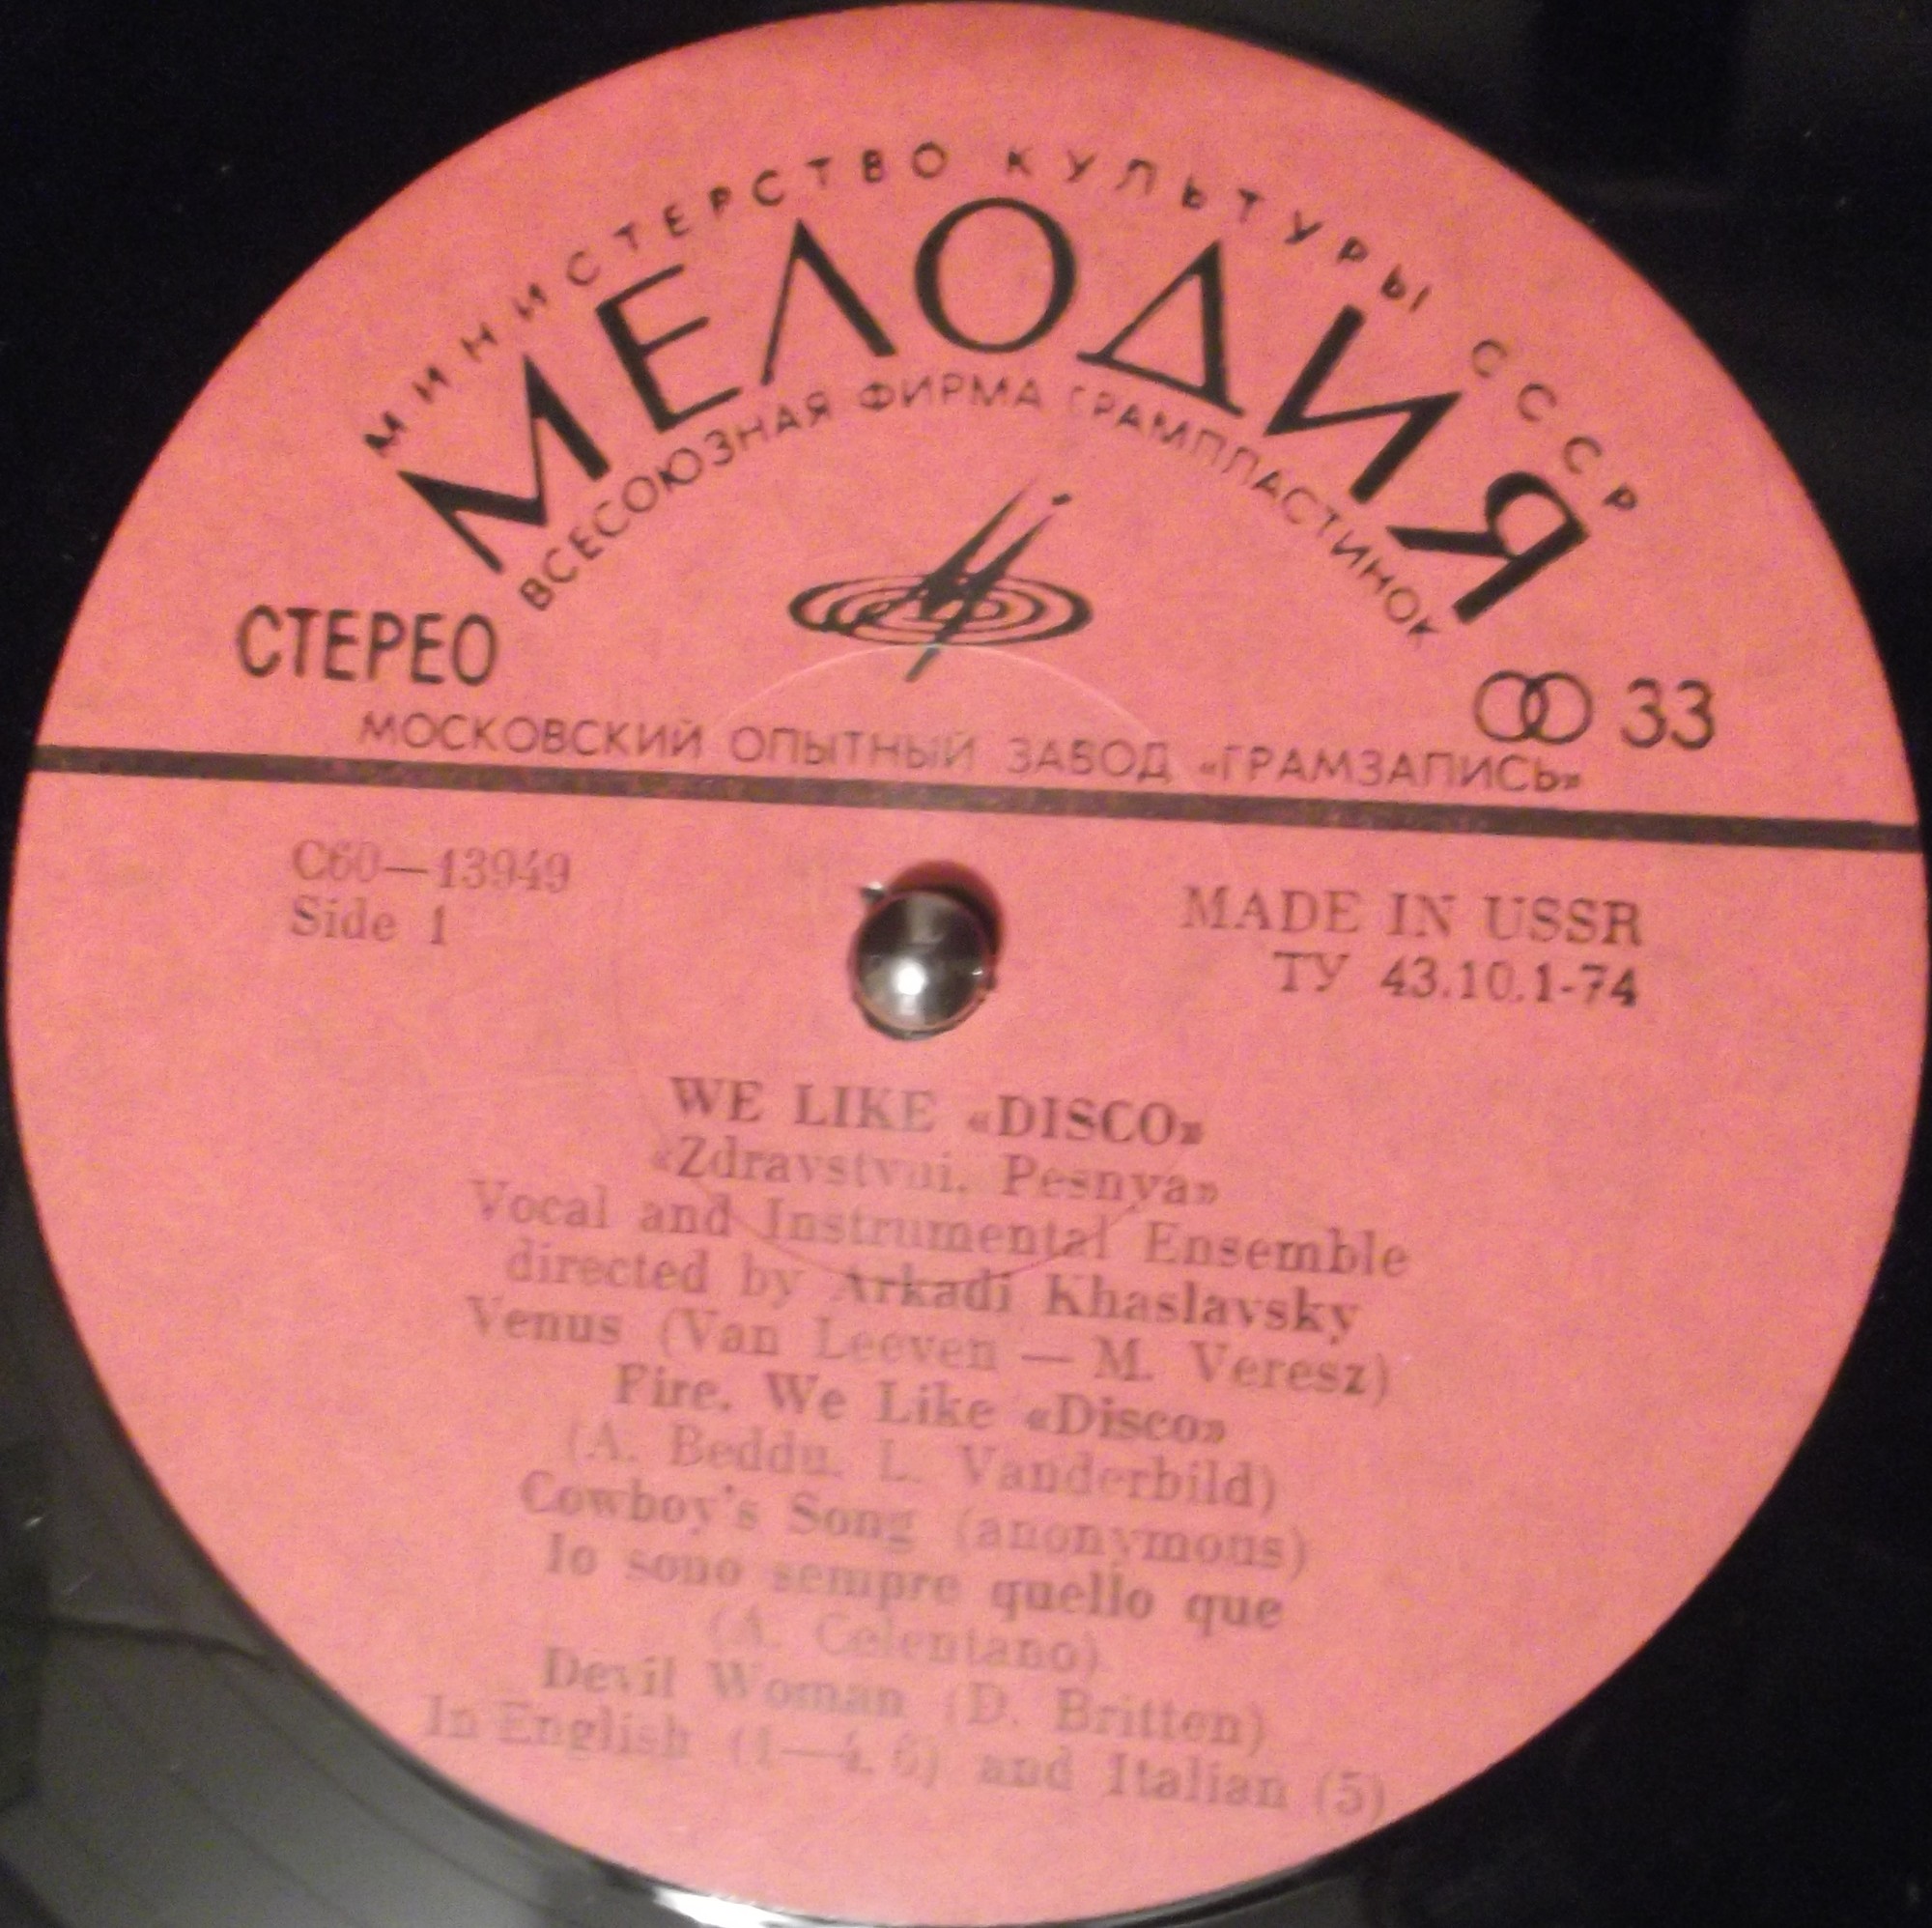 МИНИСТЕРСТВО КУЛЬТУРЫ СССР
МЕЛОДИЯ
ВСЕСОЮЗНАЯ ФИРМА ГРАМПЛАСТИНОК
СТЕРЕО
33
МОСКОВСКИЙ ОПЫТНЫЙ ЗАВОД «ГРАМЗАПИСЬ»
С60—13949
Side 1
MADE IN USSR
ТУ 43.10.1-74
WE LIKE «DISCO»
«Zdravstvui, Pesnya»
Vocal and Instrumental Ensemble
directed by Arkadi Khaslavsky
Venus (Van Leeven — M. Veresz)
Fire. We Like «Disco»
(A. Beddu, L. Vanderbild)
Cowboy's Song (anonymous)
Io sono sempre quello que
(A. Celentano)
Devil Woman (D. Britten)
In English (1—4, 6) and Italian (5)